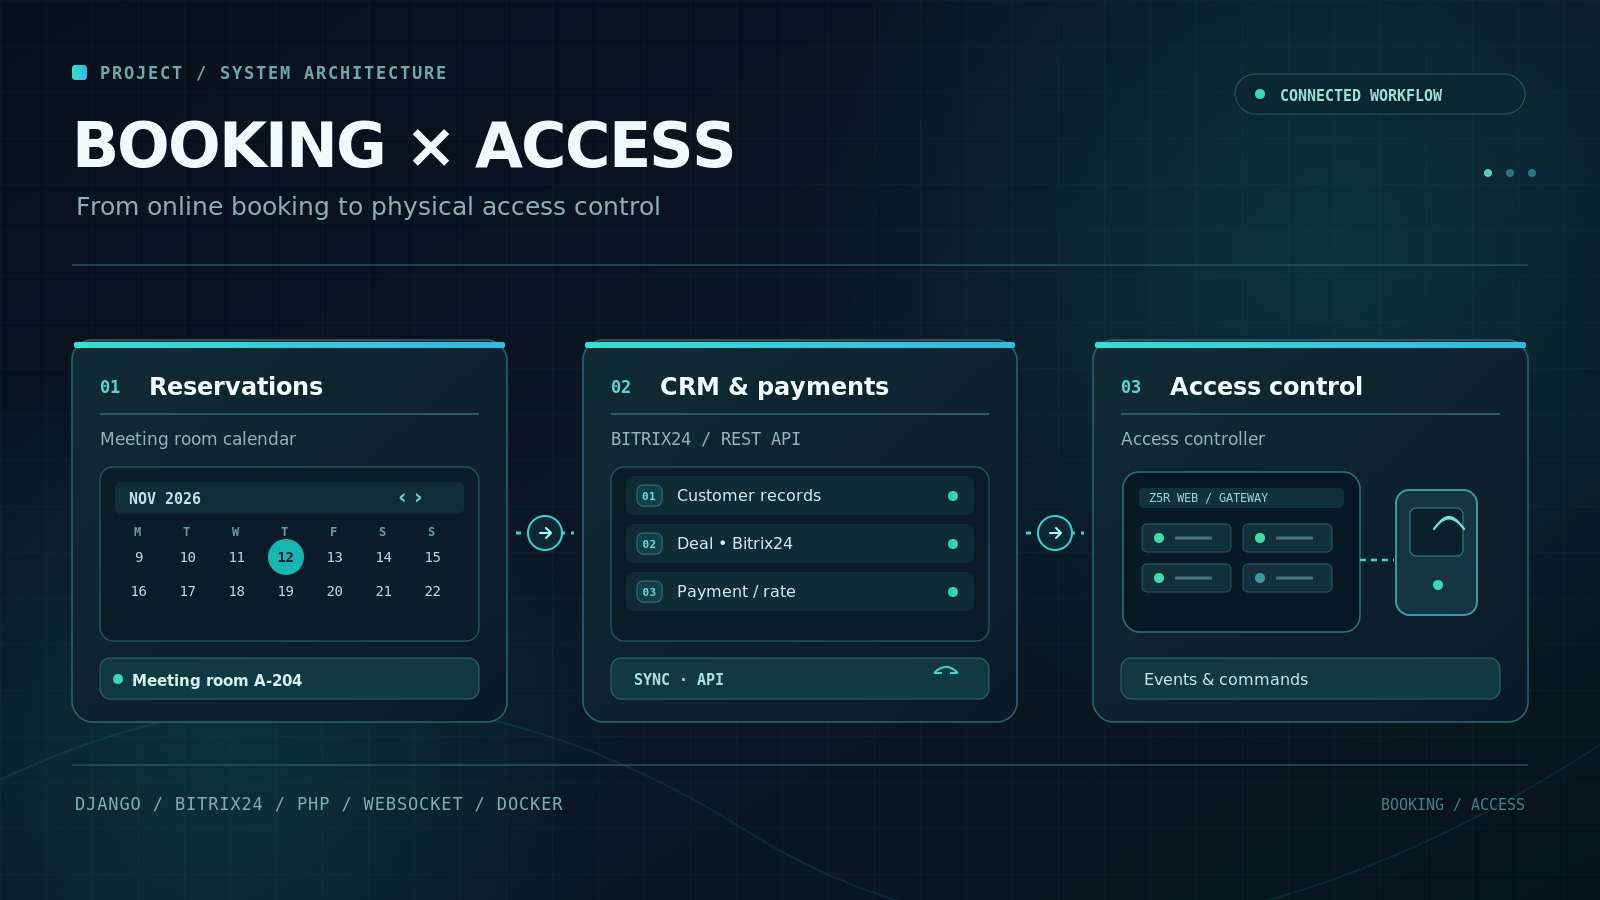 PROJECT / SYSTEM ARCHITECTURE
CONNECTED WORKFLOW
BOOKING × ACCESS
From online booking to physical access control
01 Reservations
Meeting room calendar
NOV 2026 ‹ ›
M T W T F S S
9 10 11 12 13 14 15
16 17 18 19 20 21 22
Meeting room A-204
02 CRM & payments
BITRIX24 / REST API
01 Customer records
02 Deal • Bitrix24
03 Payment / rate
SYNC · API
03 Access control
Access controller
Z5R WEB / GATEWAY
Events & commands
DJANGO / BITRIX24 / PHP / WEBSOCKET / DOCKER
BOOKING / ACCESS